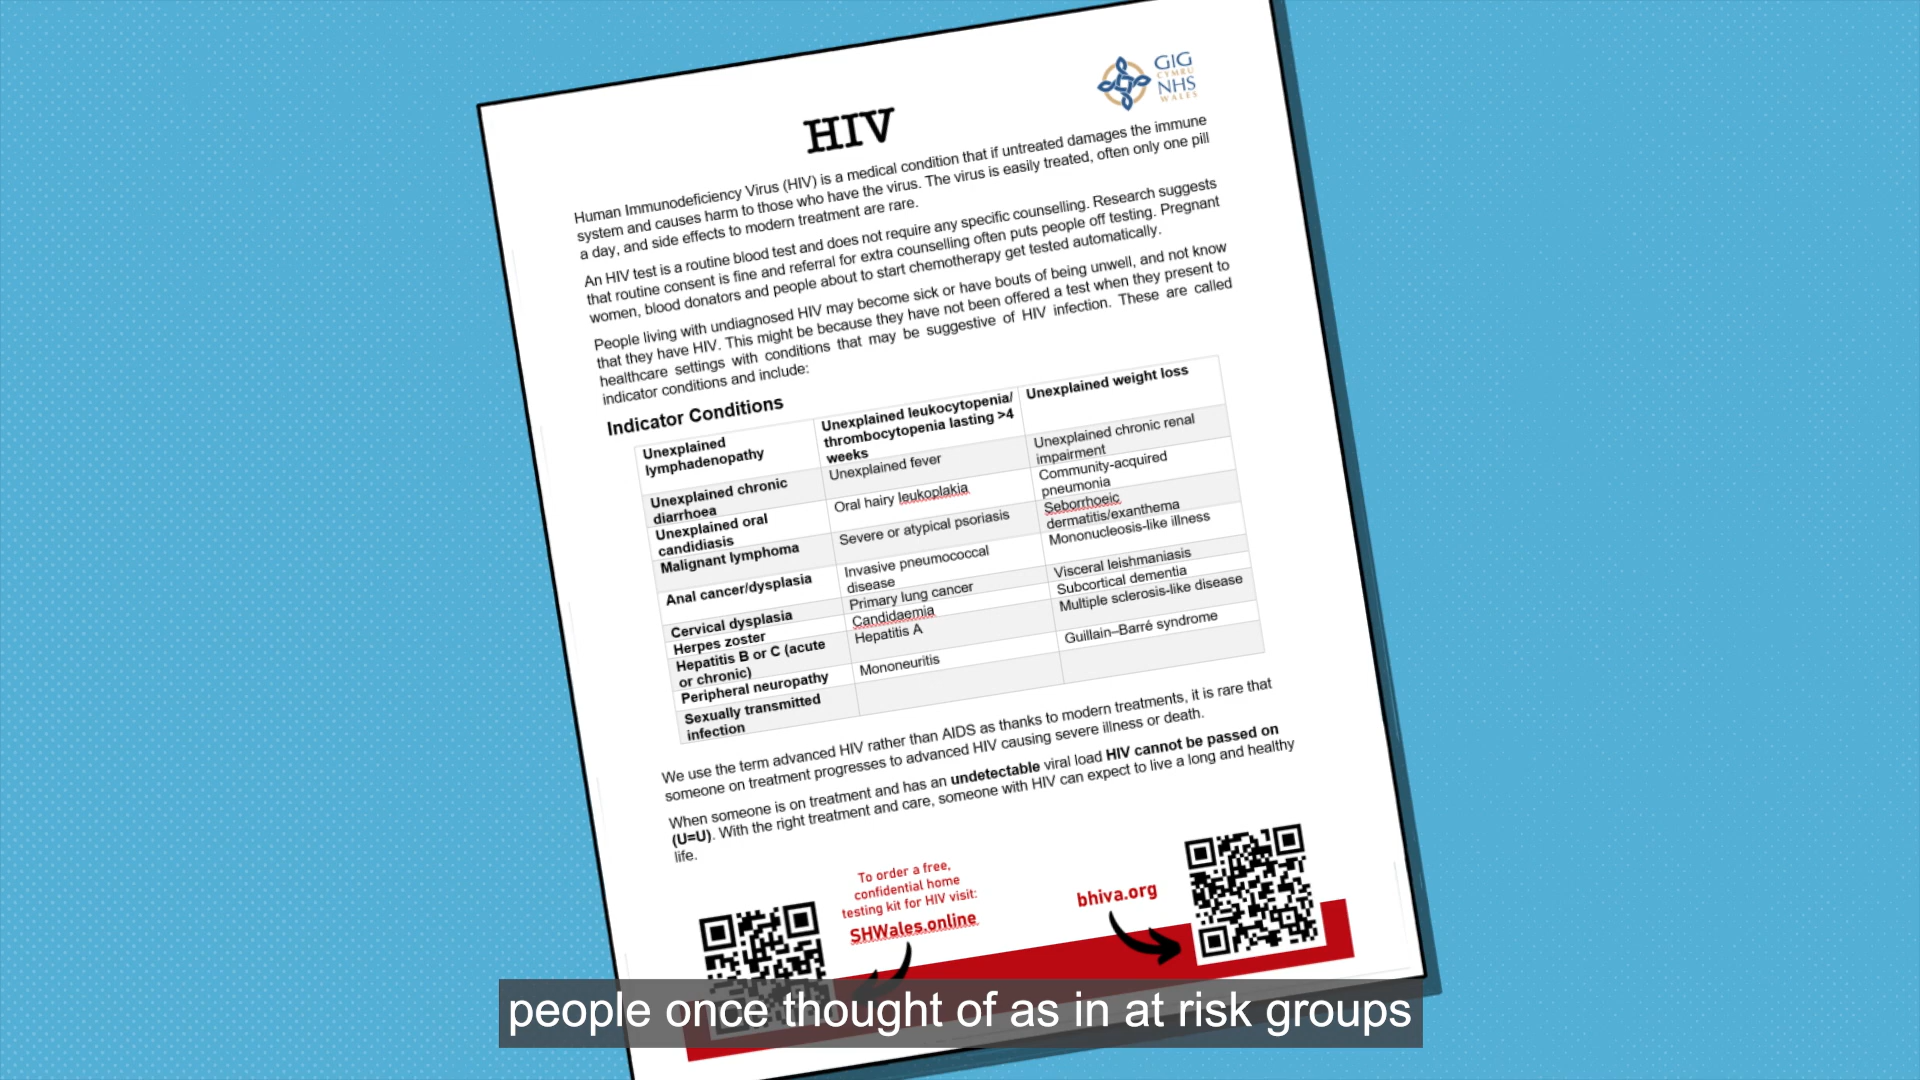 GIG
CYMRU
NHS
WALES
HIV
Human Immunodeficiency Virus (HIV) is a medical condition that if untreated damages the immune
system and causes harm to those who have the virus. The virus is easily treated, often only one pill
a day, and side effects to modern treatment are rare.
An HIV test is a routine blood test and does not require any specific counselling. Research suggests
that routine consent is fine and referral for extra counselling often puts people off testing. Pregnant
women, blood donators and people about to start chemotherapy get tested automatically.
People living with undiagnosed HIV may become sick or have bouts of being unwell, and not know
that they have HIV. This might be because they have not been offered a test when they present to
healthcare settings with conditions that may be suggestive of HIV infection. These are called
indicator conditions and include:
Indicator Conditions
Unexplained
lymphadenopathy
Unexplained leukocytopenia/
thrombocytopenia lasting >4
weeks
Unexplained weight loss
Unexplained chronic
diarrhoea
Unexplained fever
Unexplained chronic renal
impairment
Unexplained oral
candidiasis
Oral hairy leukoplakia
Community-acquired
pneumonia
Malignant lymphoma
Severe or atypical psoriasis
Seborrhoeic
dermatitis/exanthema
Anal cancer/dysplasia
Invasive pneumococcal
disease
Mononucleosis-like illness
Cervical dysplasia
Primary lung cancer
Visceral leishmaniasis
Herpes zoster
Candidaemia
Subcortical dementia
Hepatitis B or C (acute
or chronic)
Hepatitis A
Multiple sclerosis-like disease
Peripheral neuropathy
Mononeuritis
Guillain–Barré syndrome
Sexually transmitted
infection
We use the term advanced HIV rather than AIDS as thanks to modern treatments, it is rare that
someone on treatment progresses to advanced HIV causing severe illness or death.
When someone is on treatment and has an undetectable viral load HIV cannot be passed on
(U=U). With the right treatment and care, someone with HIV can expect to live a long and healthy
life.
To order a free,
confidential home
testing kit for HIV visit:
SHWales.online
bhiva.org
people once thought of as in at risk groups